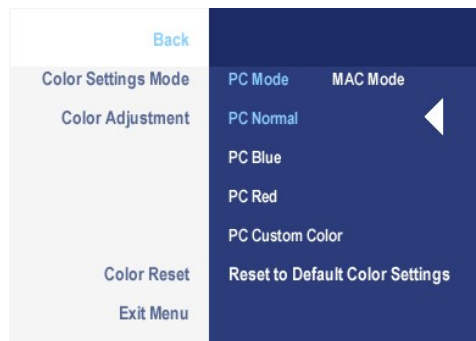 Back
Color Settings Mode PC Mode MAC Mode
Color Adjustment PC Normal
PC Blue
PC Red
PC Custom Color
Color Reset Reset to Default Color Settings
Exit Menu